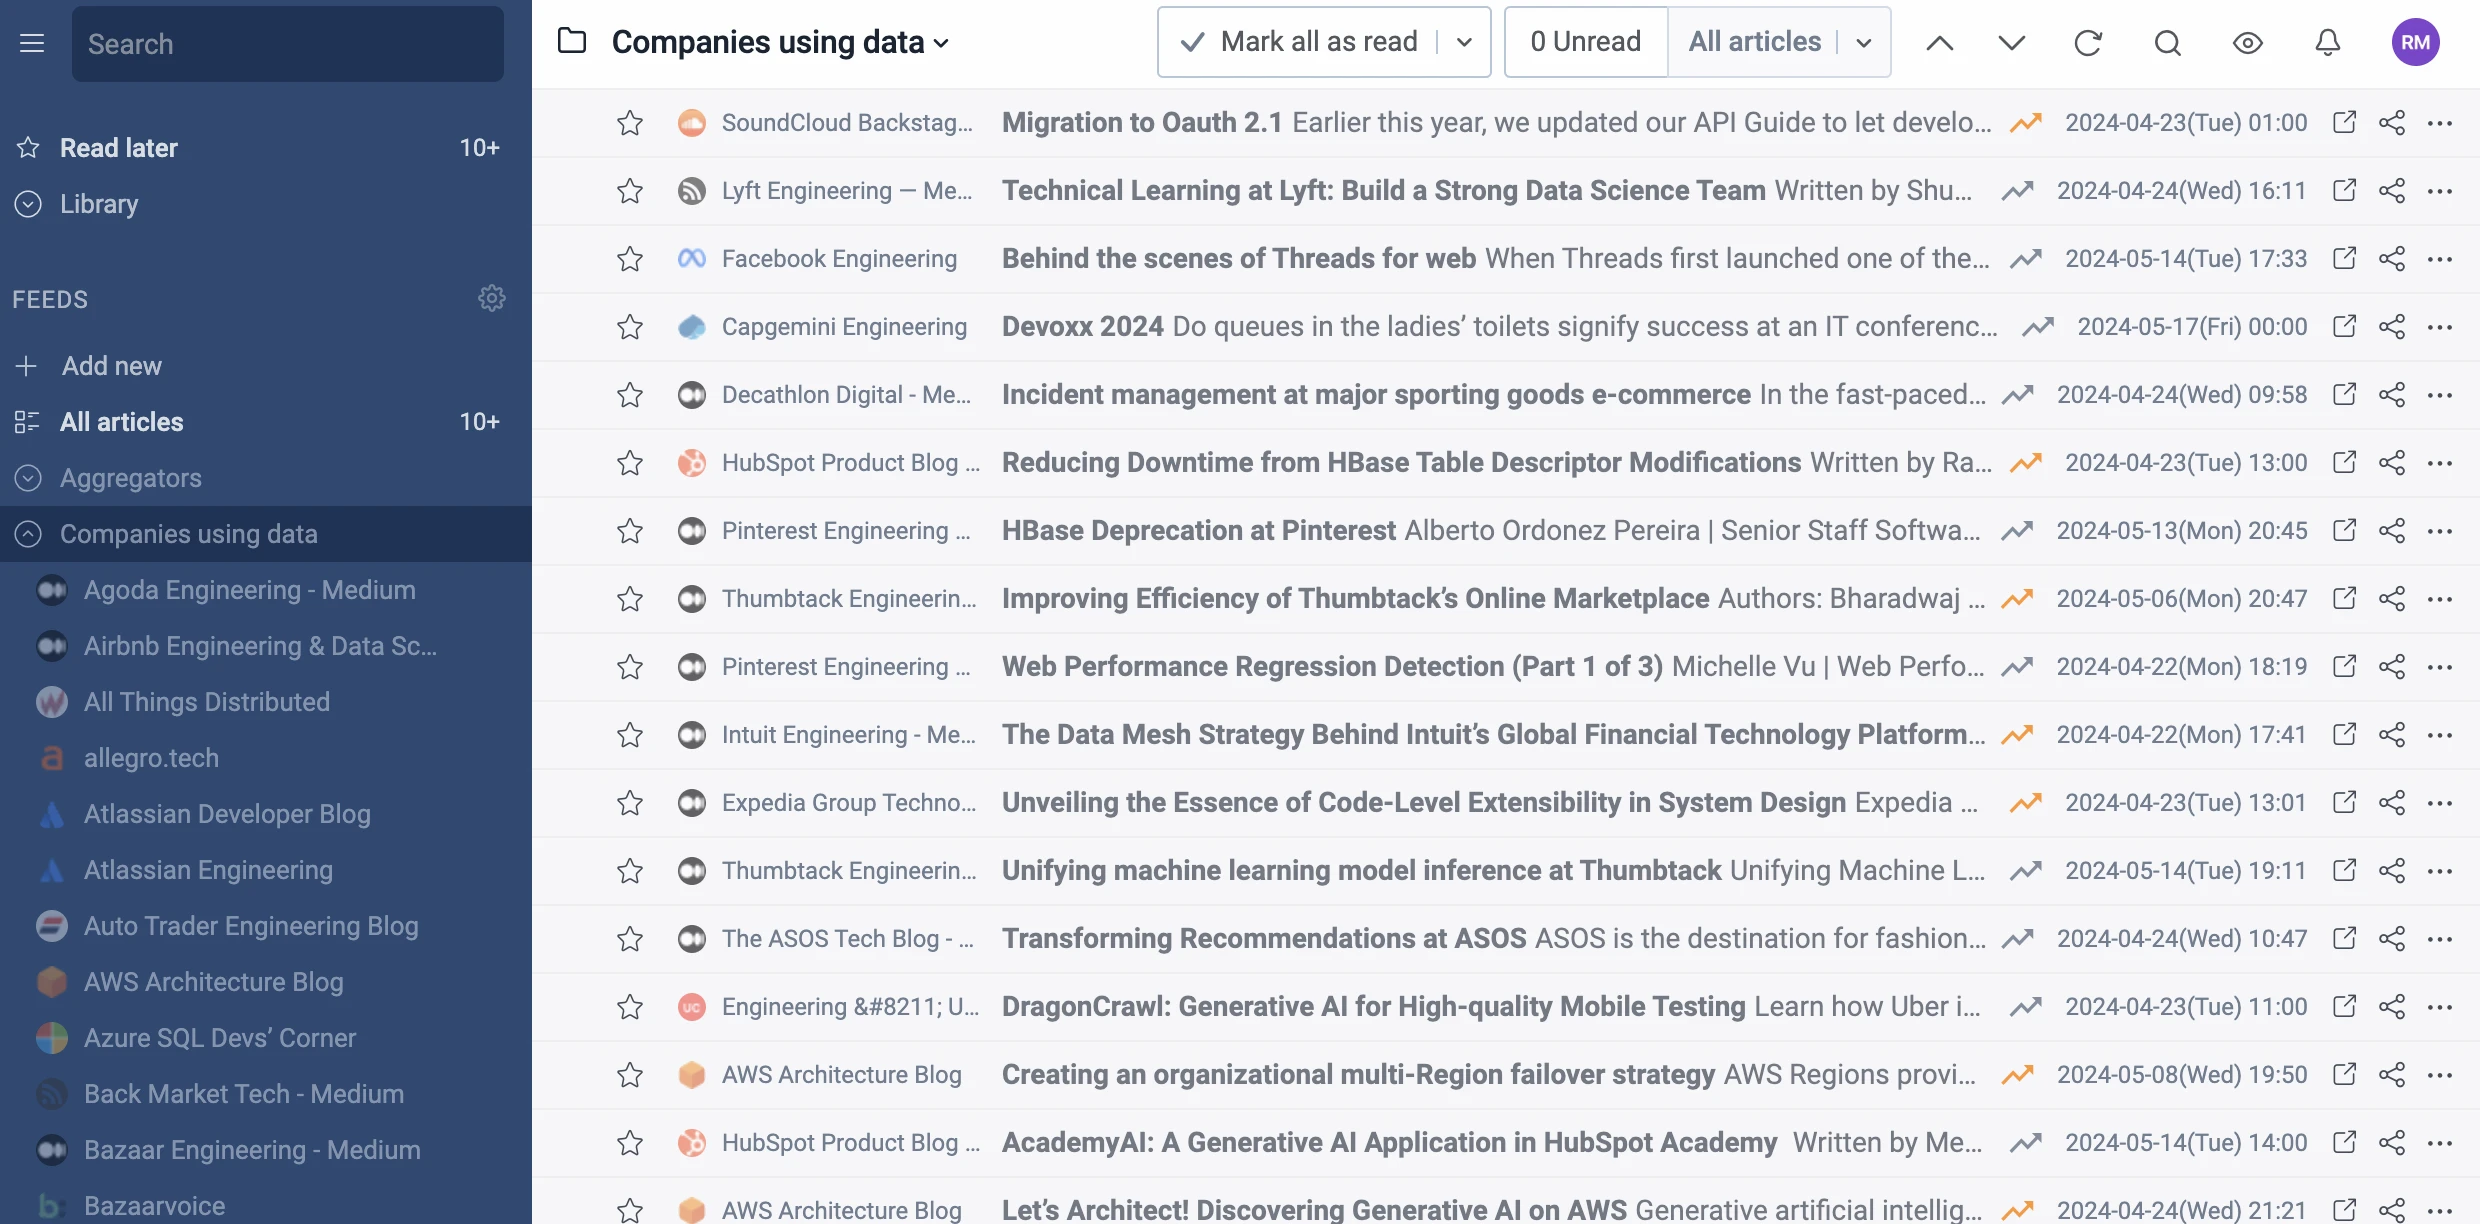 Search
Read later 10+
Library
FEEDS
Add new
All articles 10+
Aggregators
Companies using data
Agoda Engineering - Medium
Airbnb Engineering & Data Sc...
All Things Distributed
allegro.tech
Atlassian Developer Blog
Atlassian Engineering
Auto Trader Engineering Blog
AWS Architecture Blog
Azure SQL Devs’ Corner
Back Market Tech - Medium
Bazaar Engineering - Medium
Bazaarvoice
Companies using data Mark all as read 0 Unread All articles RM
SoundCloud Backstag... Migration to Oauth 2.1 Earlier this year, we updated our API Guide to let develo... 2024-04-23(Tue) 01:00
Lyft Engineering — Me... Technical Learning at Lyft: Build a Strong Data Science Team Written by Shu... 2024-04-24(Wed) 16:11
Facebook Engineering Behind the scenes of Threads for web When Threads first launched one of the... 2024-05-14(Tue) 17:33
Capgemini Engineering Devoxx 2024 Do queues in the ladies’ toilets signify success at an IT conferenc... 2024-05-17(Fri) 00:00
Decathlon Digital - Me... Incident management at major sporting goods e-commerce In the fast-paced... 2024-04-24(Wed) 09:58
HubSpot Product Blog ... Reducing Downtime from HBase Table Descriptor Modifications Written by Ra... 2024-04-23(Tue) 13:00
Pinterest Engineering ... HBase Deprecation at Pinterest Alberto Ordonez Pereira | Senior Staff Softwa... 2024-05-13(Mon) 20:45
Thumbtack Engineerin... Improving Efficiency of Thumbtack’s Online Marketplace Authors: Bharadwaj ... 2024-05-06(Mon) 20:47
Pinterest Engineering ... Web Performance Regression Detection (Part 1 of 3) Michelle Vu | Web Perfo... 2024-04-22(Mon) 18:19
Intuit Engineering - Me... The Data Mesh Strategy Behind Intuit’s Global Financial Technology Platform... 2024-04-22(Mon) 17:41
Expedia Group Techno... Unveiling the Essence of Code-Level Extensibility in System Design Expedia ... 2024-04-23(Tue) 13:01
Thumbtack Engineerin... Unifying machine learning model inference at Thumbtack Unifying Machine L... 2024-05-14(Tue) 19:11
The ASOS Tech Blog - ... Transforming Recommendations at ASOS ASOS is the destination for fashion... 2024-04-24(Wed) 10:47
UC Engineering &#8211; U... DragonCrawl: Generative AI for High-quality Mobile Testing Learn how Uber i... 2024-04-23(Tue) 11:00
AWS Architecture Blog Creating an organizational multi-Region failover strategy AWS Regions provi... 2024-05-08(Wed) 19:50
HubSpot Product Blog ... AcademyAI: A Generative AI Application in HubSpot Academy Written by Me... 2024-05-14(Tue) 14:00
AWS Architecture Blog Let’s Architect! Discovering Generative AI on AWS Generative artificial intellig... 2024-04-24(Wed) 21:21